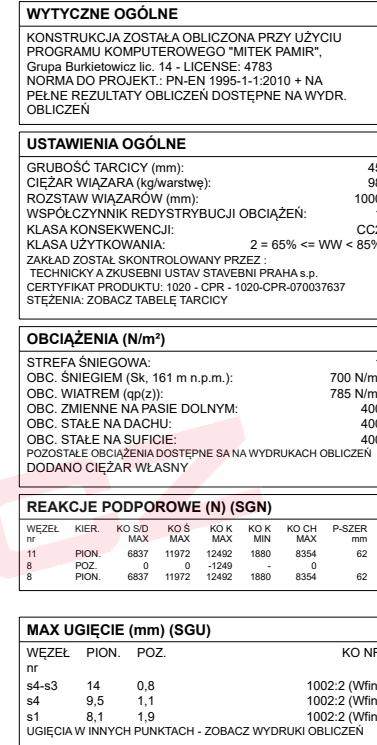 WYTYCZNE OGÓLNE
KONSTRUKCJA ZOSTAŁA OBLICZONA PRZY UŻYCIU
PROGRAMU KOMPUTEROWEGO "MITEK PAMIR",
Grupa Burkietowicz lic. 14 - LICENSE: 4783
NORMA DO PROJEKT.: PN-EN 1995-1-1:2010 + NA
PEŁNE REZULTATY OBLICZEŃ DOSTĘPNE NA WYDR.
OBLICZEŃ
USTAWIENIA OGÓLNE
GRUBOŚĆ TARCICY (mm): 45
CIĘŻAR WIĄZARA (kg/warstwę): 98
ROZSTAW WIĄZARÓW (mm): 1000
WSPÓŁCZYNNIK REDYSTRYBUCJI OBCIĄŻEŃ:
KLASA KONSEKWENCJI: CC2
KLASA UŻYTKOWANIA: 2 = 65% <= WW < 85%
ZAKŁAD ZOSTAŁ SKONTROLOWANY PRZEZ :
TECHNICKY A ZKUSEBNI USTAV STAVEBNI PRAHA s.p.
CERTYFIKAT PRODUKTU: 1020 - CPR - 1020-CPR-070037637
STĘŻENIA: ZOBACZ TABELĘ TARCICY
OBCIĄŻENIA (N/m²)
STREFA ŚNIEGOWA:
OBC. ŚNIEGIEM (Sk, 161 m n.p.m.): 700 N/m
OBC. WIATREM (qp(z)): 785 N/m
OBC. ZMIENNE NA PASIE DOLNYM: 400
OBC. STAŁE NA DACHU: 400
OBC. STAŁE NA SUFICIE: 400
POZOSTAŁE OBCIĄŻENIA DOSTĘPNE SA NA WYDRUKACH OBLICZEŃ
DODANO CIĘŻAR WŁASNY
REAKCJE PODPOROWE (N) (SGN)
WĘZEŁ KIER. KO S/D KO Ś KO K KO K KO CH P-SZER
nr MAX MAX MAX MIN MAX mm
11 PION. 6837 11972 12492 1880 8354 62
8 POZ. 0 0 -1249 - 0
8 PION. 6837 11972 12492 1880 8354 62
MAX UGIĘCIE (mm) (SGU)
WĘZEŁ PION. POZ. KO NR
nr
s4-s3 14 0,8 1002:2 (Wfin
s4 9,5 1,1 1002:2 (Wfin
s1 8,1 1,9 1002:2 (Wfin
UGIĘCIA W INNYCH PUNKTACH - ZOBACZ WYDRUKI OBLICZEŃ